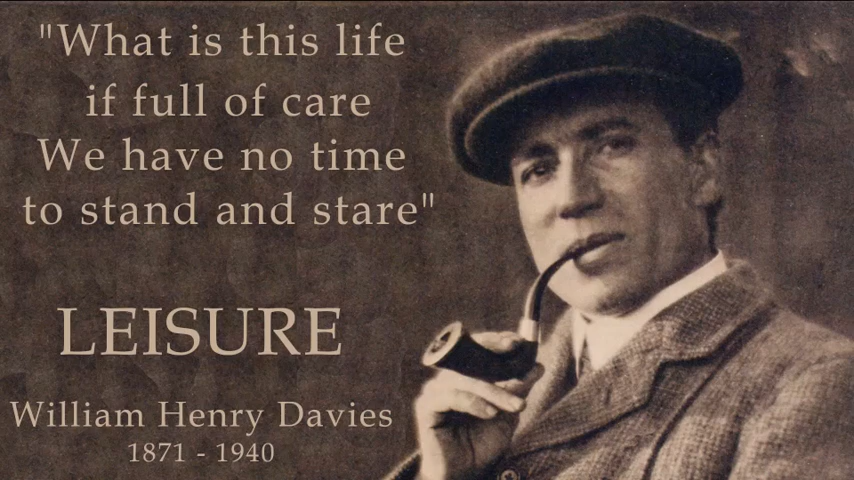 "What is this life
if full of care
We have no time
to stand and stare"
LEISURE
William Henry Davies
1871 - 1940